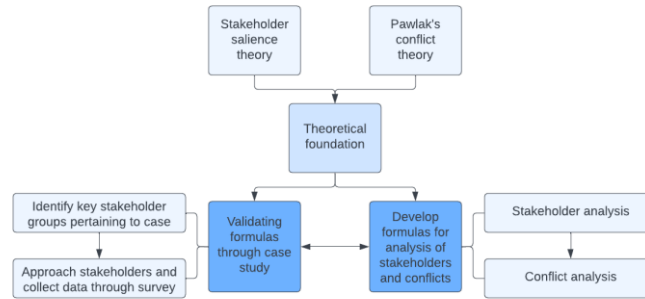 Stakeholder
salience
theory
Pawlak's
conflict
theory
Theoretical
foundation
Identify key stakeholder
groups pertaining to case
Approach stakeholders and
collect data through survey
Validating
formulas
through case
study
Develop
formulas for
analysis of
stakeholders
and conflicts
Stakeholder analysis
Conflict analysis